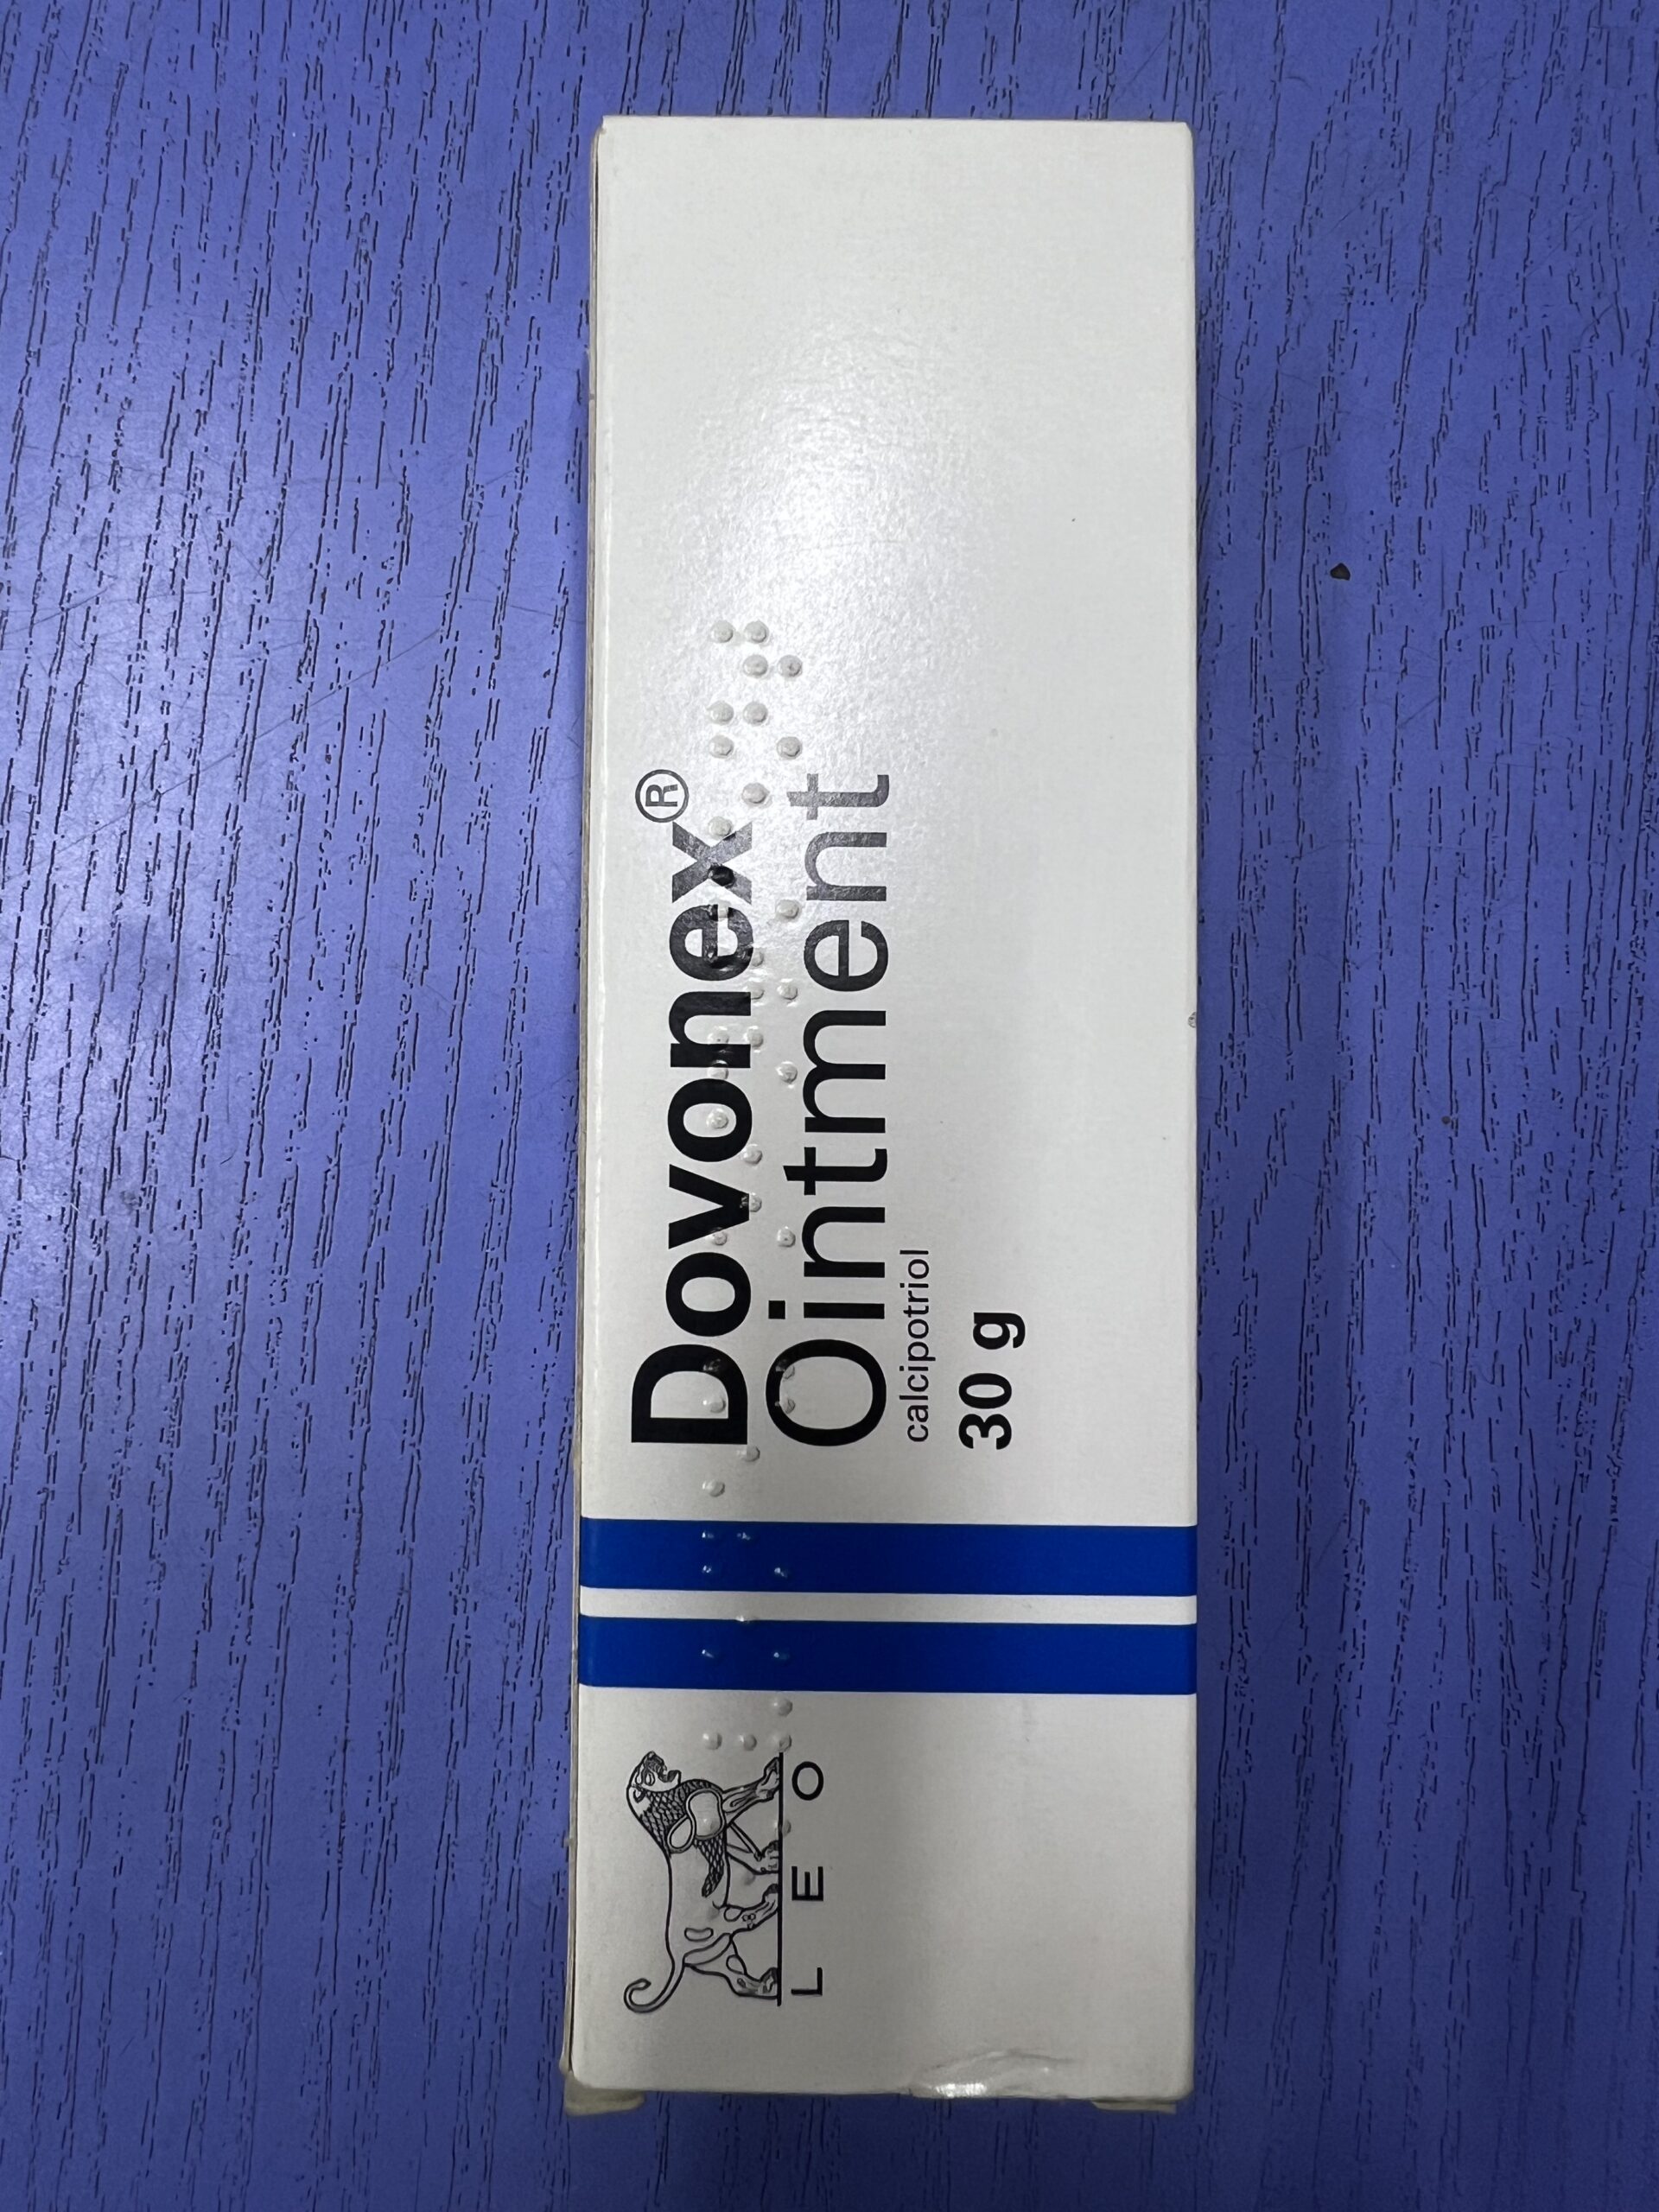 LEO
Dovonex®
Ointment
calcipotriol
30 g